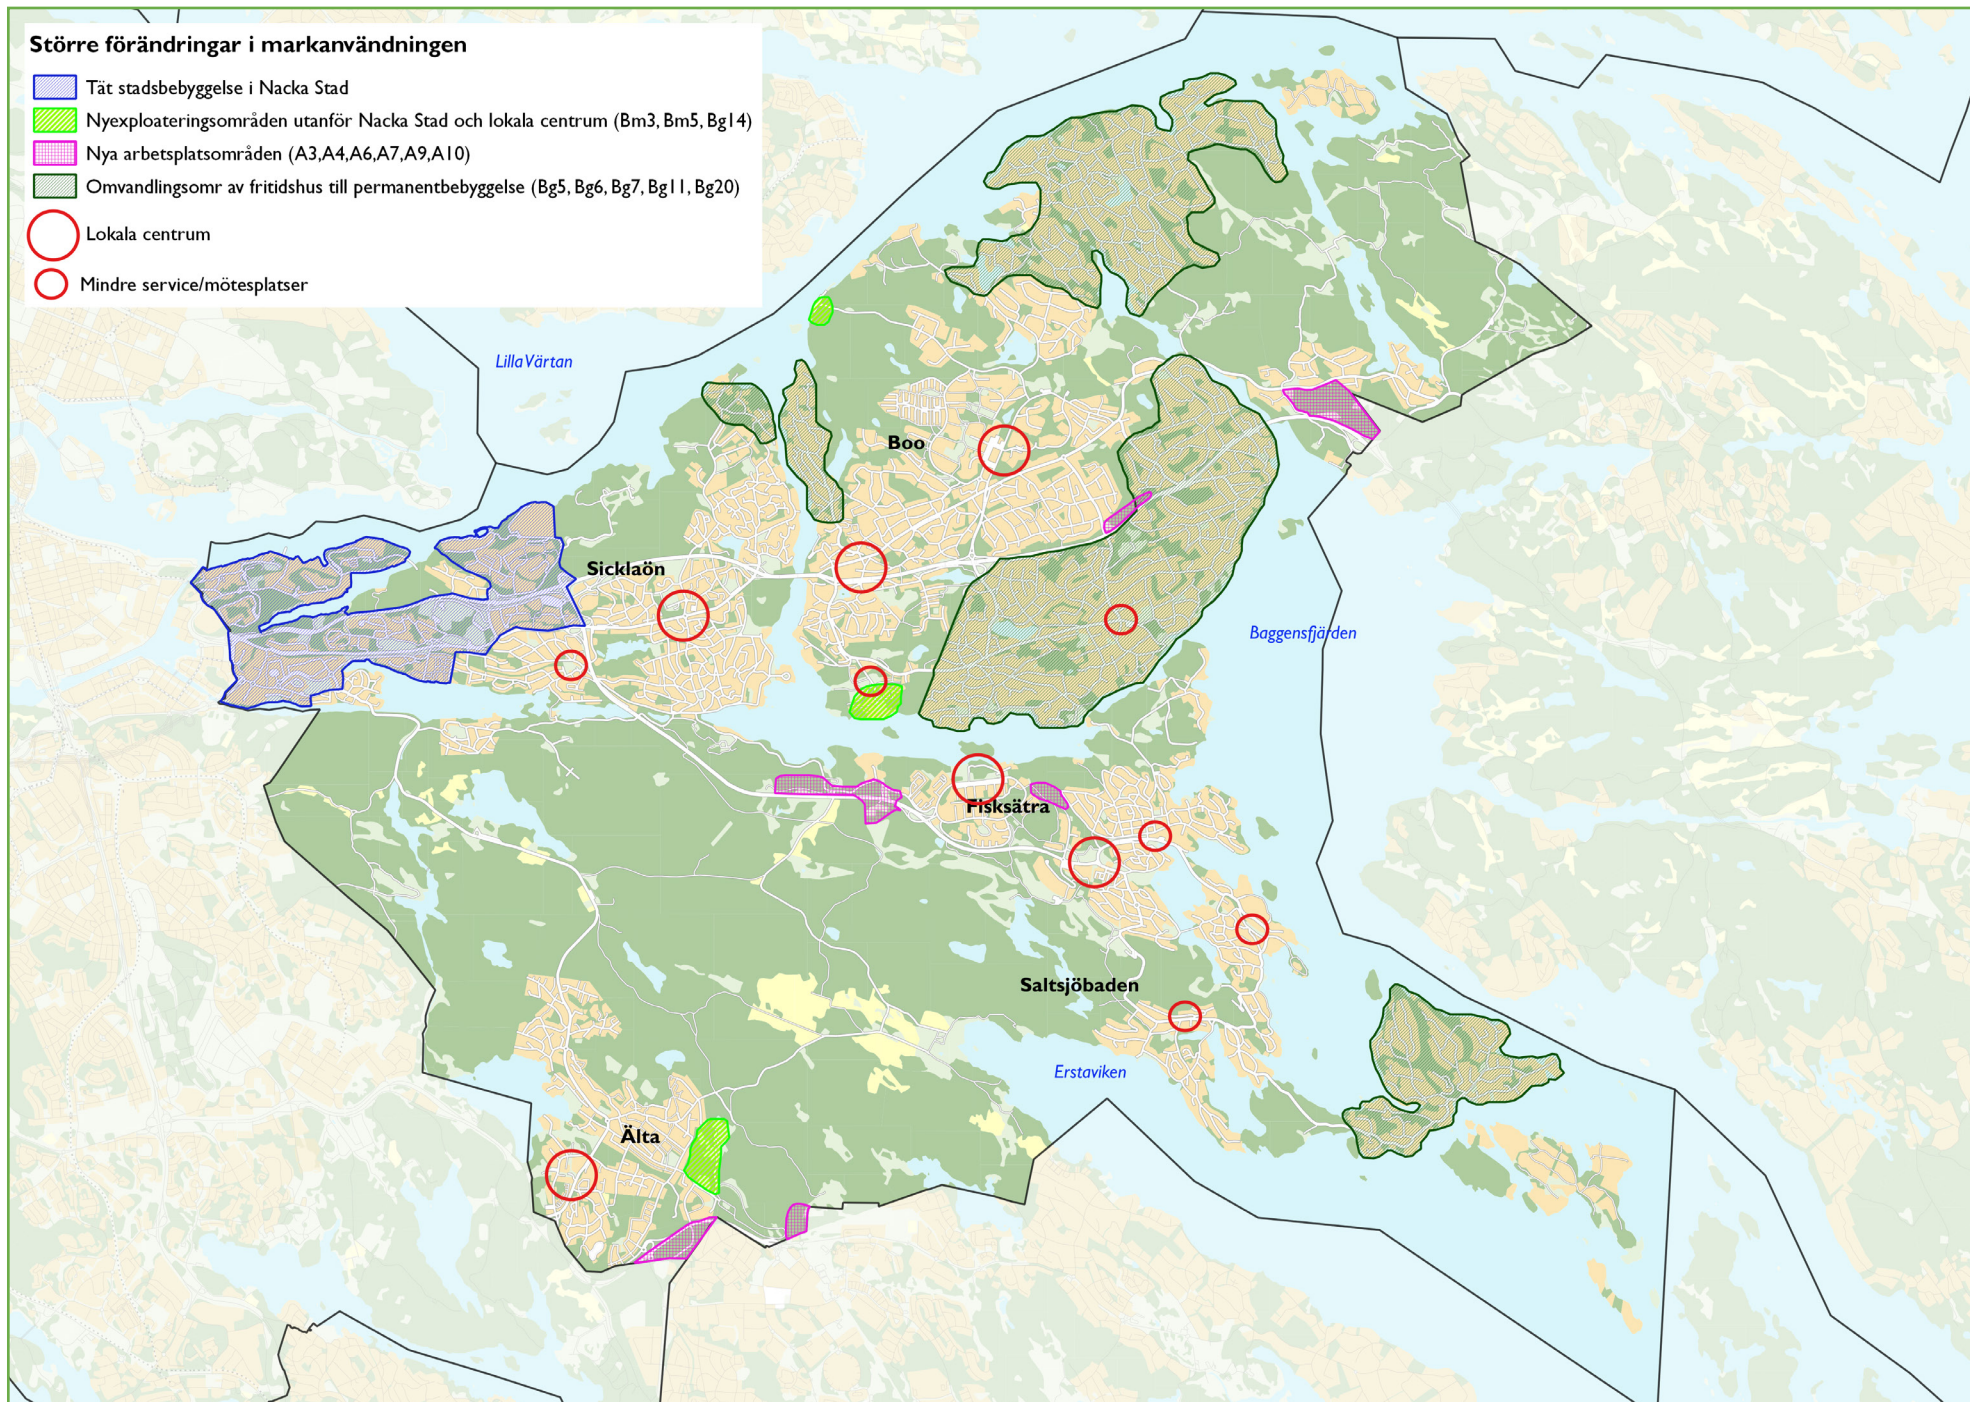 Större förändringar i markanvändningen
Tät stadsbebyggelse i Nacka Stad
Nyexploateringsområden utanför Nacka Stad och lokala centrum (Bm3, Bm5, Bg14)
Nya arbetsplatsområden (A3,A4,A6,A7,A9,A10)
Omvandlingsomr av fritidshus till permanentbebyggelse (Bg5, Bg6, Bg7, Bg11, Bg20)
Lokala centrum
Mindre service/mötesplatser
Lilla Värtan
Boo
Sicklaön
Baggensfjärden
Fisksätra
Saltsjöbaden
Erstaviken
Älta